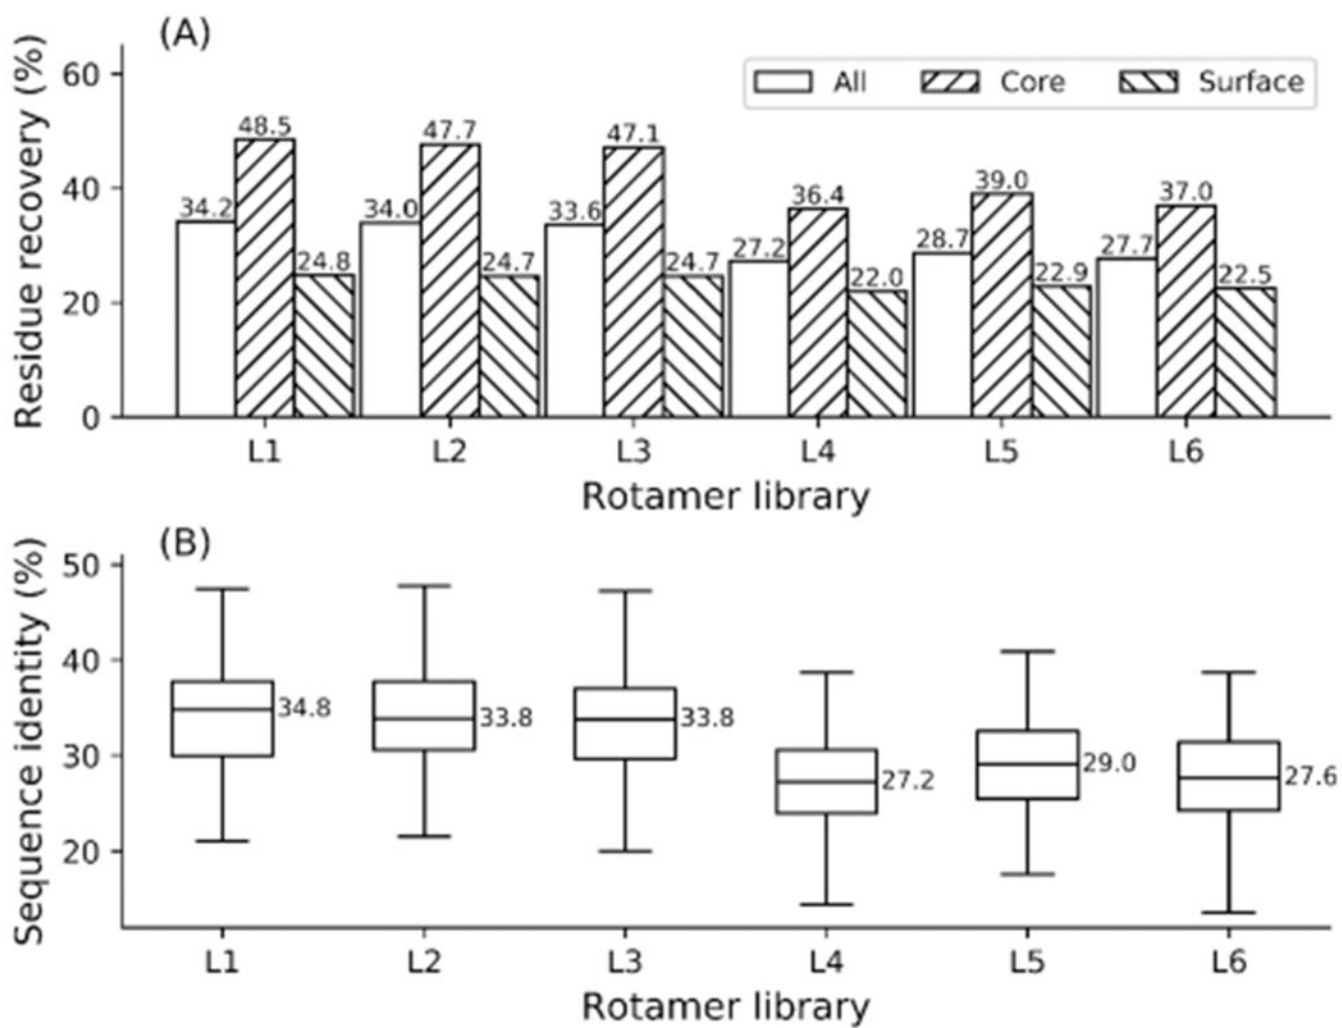 (A)
Residue recovery (%)
60
40
20
0
All Core Surface
34.2 48.5 24.8 34.0 47.7 24.7 33.6 47.1 24.7 27.2 36.4 22.0 28.7 39.0 22.9 27.7 37.0 22.5
L1 L2 L3 L4 L5 L6
Rotamer library
(B)
Sequence identity (%)
50
40
30
20
34.8 33.8 33.8 27.2 29.0 27.6
L1 L2 L3 L4 L5 L6
Rotamer library